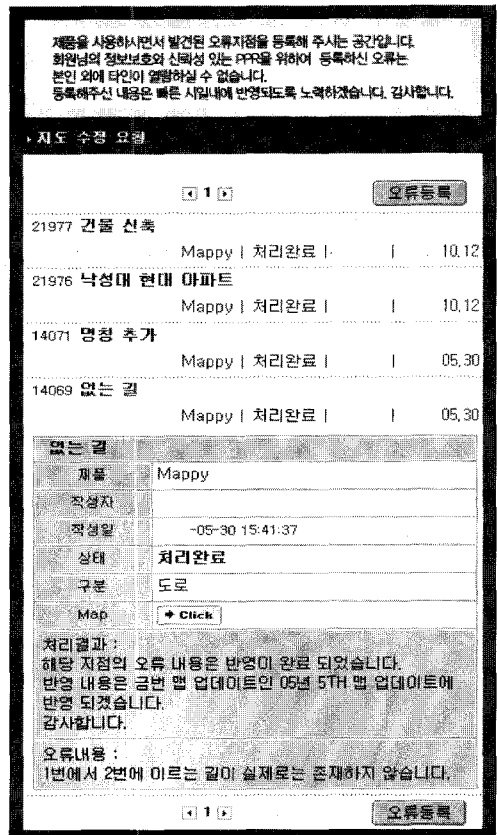 제품을 사용하시면서 발견된 오류지점을 등록해 주시는 공간입니다.
회원님의 정보보호와 신뢰성 있는 PPR을 위하여 등록하신 오류는
본인 외에 타인이 열람하실 수 없습니다.
등록해주신 내용은 빠른 시일내에 반영되도록 노력하겠습니다. 감사합니다.
지도 수정 요청
1 오류등록
21977 건물 신축
Mappy | 처리완료 | | 10.12
21976 낙성대 현대 아파트
Mappy | 처리완료 | | 10.12
14071 명칭 추가
Mappy | 처리완료 | | 05.30
14069 없는 길
Mappy | 처리완료 | | 05.30
없는 길
제품 Mappy
작성자
작성일 -05-30 15:41:37
상태 처리완료
구분 도로
Map Click
처리결과 :
해당 지점의 오류 내용은 반영이 완료 되었습니다.
반영 내용은 금번 맵 업데이트인 05년 5TH 맵 업데이트에
반영 되겠습니다.
감사합니다.
오류내용 :
1번에서 2번에 이르는 길이 실제로는 존재하지 않습니다.
1 오류등록